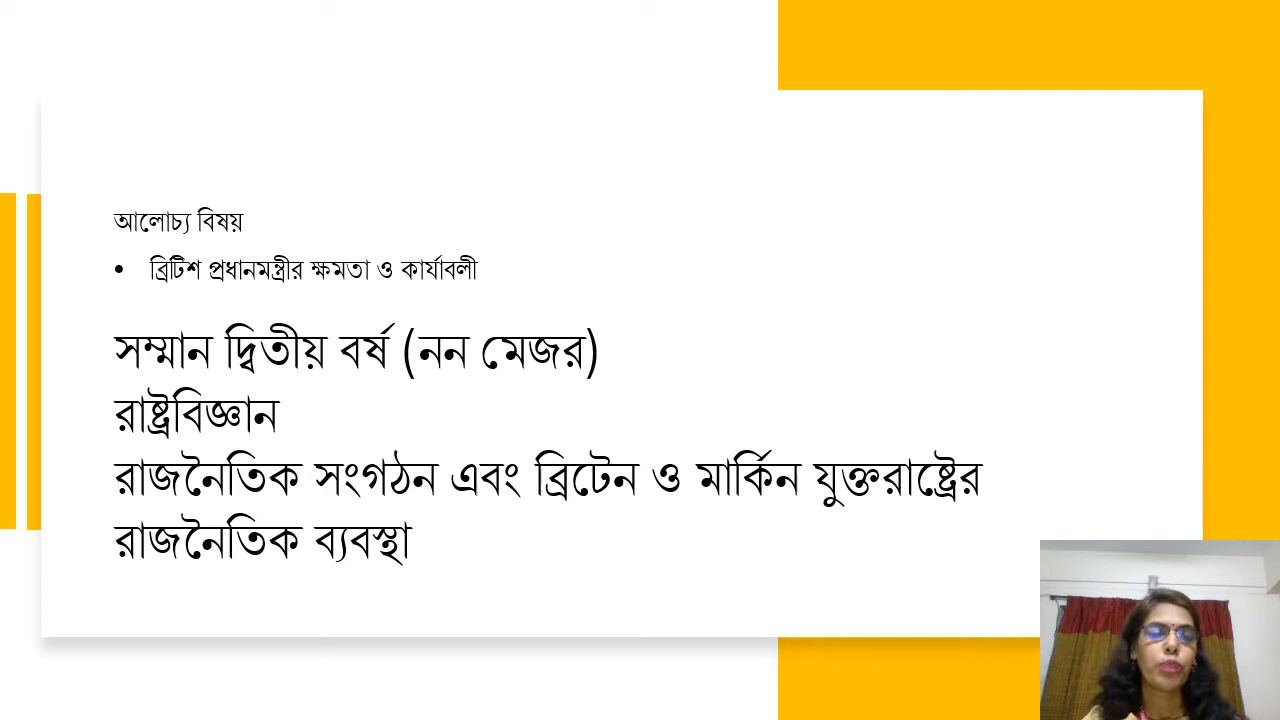 আলোচ্য বিষয়
• ব্রিটিশ প্রধানমন্ত্রীর ক্ষমতা ও কার্যাবলী
সম্মান দ্বিতীয় বর্ষ (নন মেজর)
রাষ্ট্রবিজ্ঞান
রাজনৈতিক সংগঠন এবং ব্রিটেন ও মার্কিন যুক্তরাষ্ট্রের
রাজনৈতিক ব্যবস্থা